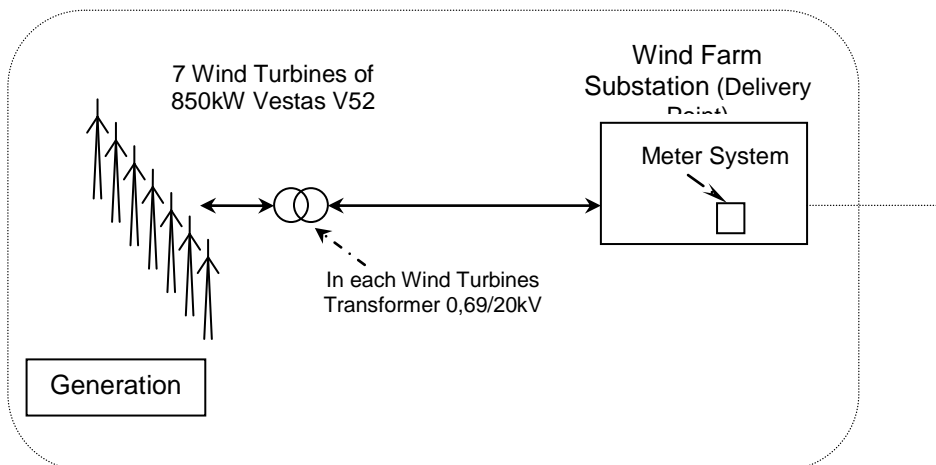 7 Wind Turbines of
850kW Vestas V52
Wind Farm
Substation (Delivery
Point)
Meter System
In each Wind Turbines
Transformer 0,69/20kV
Generation